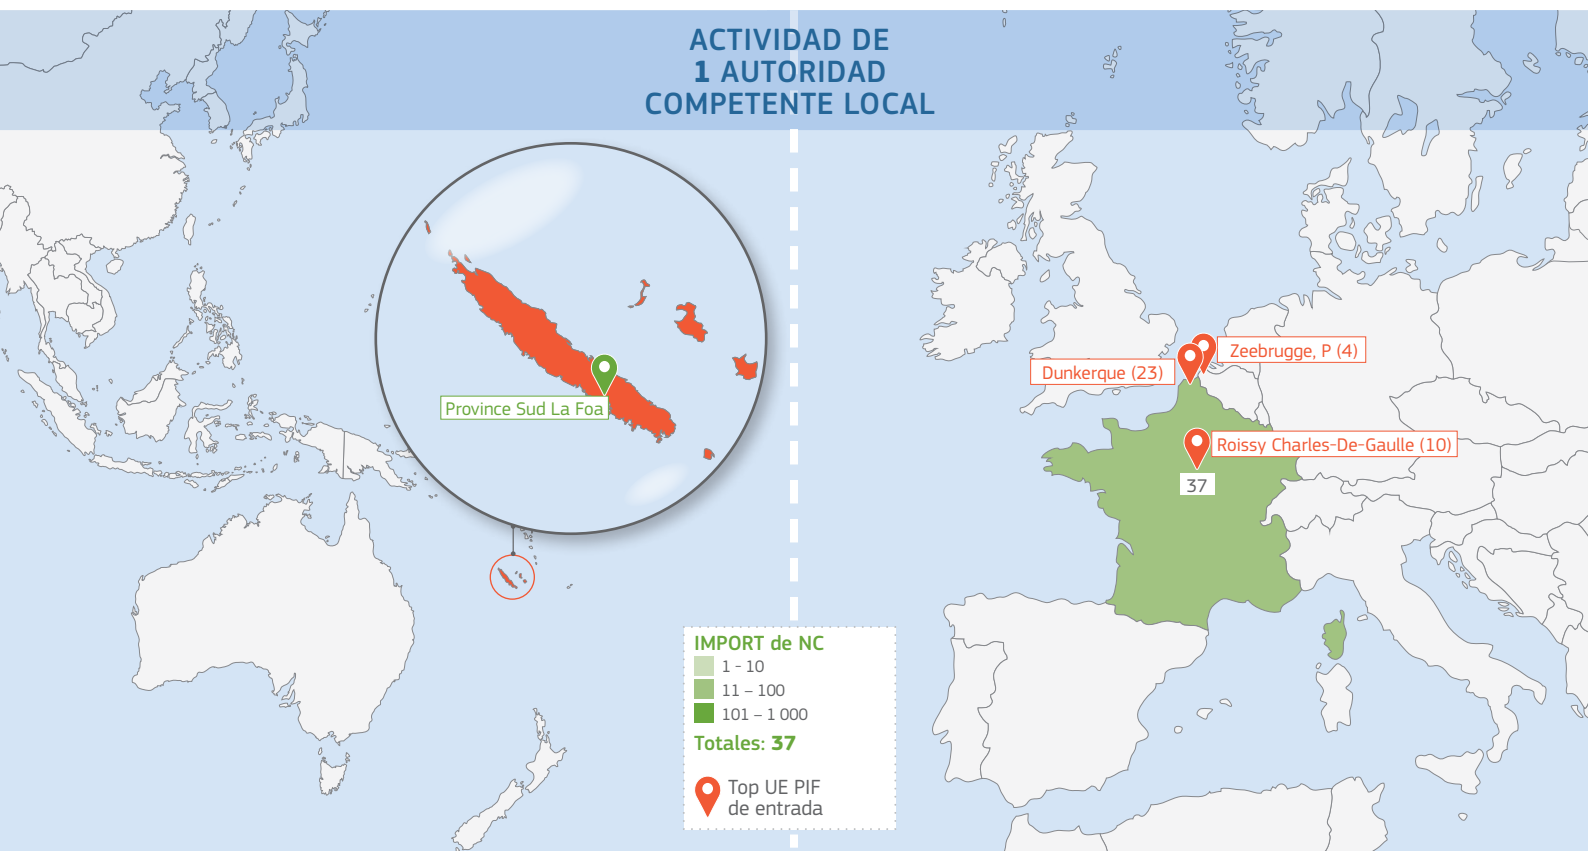 ACTIVIDAD DE
1 AUTORIDAD
COMPETENTE LOCAL
Province Sud La Foa
Zeebrugge, P (4)
Dunkerque (23)
Roissy Charles-De-Gaulle (10)
37
IMPORT de NC
1 - 10
11 – 100
101 – 1 000
Totales: 37
Top UE PIF
de entrada